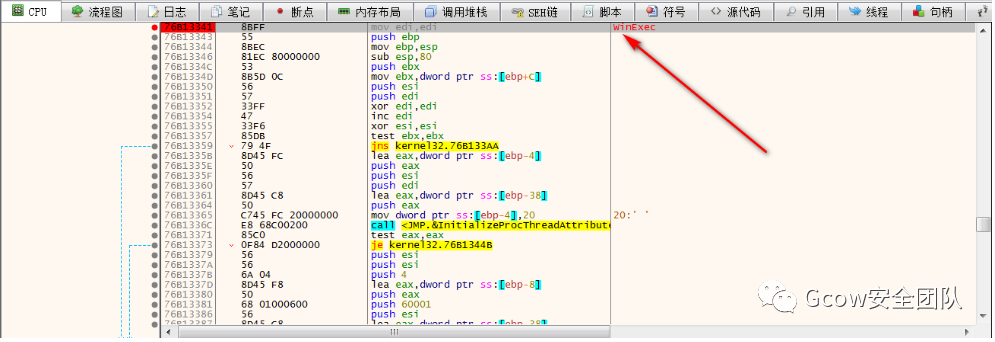 CPU 流程图 日志 笔记 断点 内存布局 调用堆栈 SEH链 脚本 符号 源代码 引用 线程 句柄
76B13341 8BFF mov edi,edi WinExec
76B13343 55 push ebp
76B13344 8BEC mov ebp,esp
76B13346 81EC 80000000 sub esp,80
76B1334C 53 push ebx
76B1334D 8B5D 0C mov ebx,dword ptr ss:[ebp+C]
76B13350 56 push esi
76B13351 57 push edi
76B13352 33FF xor edi,edi
76B13354 47 inc edi
76B13355 33F6 xor esi,esi
76B13357 85DB test ebx,ebx
76B13359 79 4F jns kernel32.76B133AA
76B1335B 8D45 FC lea eax,dword ptr ss:[ebp-4]
76B1335E 50 push eax
76B1335F 56 push esi
76B13360 57 push edi
76B13361 8D45 C8 lea eax,dword ptr ss:[ebp-38]
76B13364 50 push eax
76B13365 C745 FC 20000000 mov dword ptr ss:[ebp-4],20 20:' '
76B1336C E8 68C00200 call <JMP.&InitializeProcThreadAttribute
76B13371 85C0 test eax,eax
76B13373 0F84 D2000000 je kernel32.76B1344B
76B13379 56 push esi
76B1337A 56 push esi
76B1337B 6A 04 push 4
76B1337D 8D45 F8 lea eax,dword ptr ss:[ebp-8]
76B13380 50 push eax
76B13381 68 01000600 push 60001
76B13386 56 push esi
76B13387 8D45 C8 lea eax,dword ptr ss:[ebp-38]
Gcow安全团队